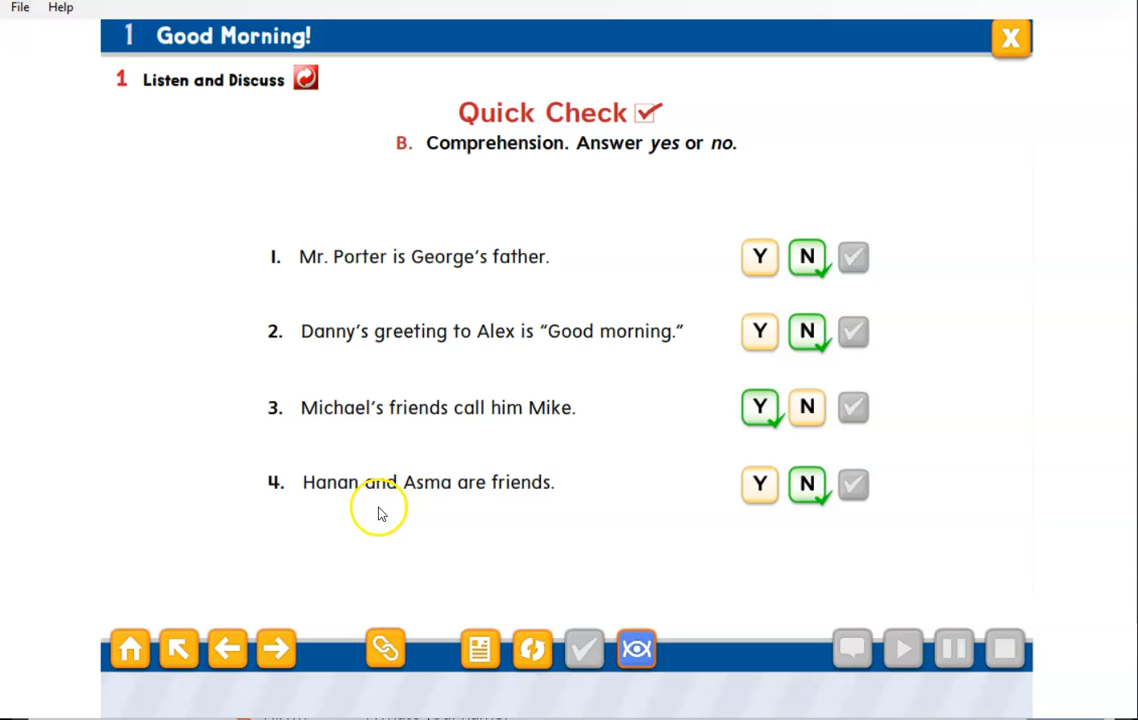 File Help
1 Good Morning!
X
1 Listen and Discuss
Quick Check
B. Comprehension. Answer yes or no.
1. Mr. Porter is George's father. Y N
2. Danny's greeting to Alex is “Good morning.” Y N
3. Michael's friends call him Mike. Y N
4. Hanan and Asma are friends. Y N